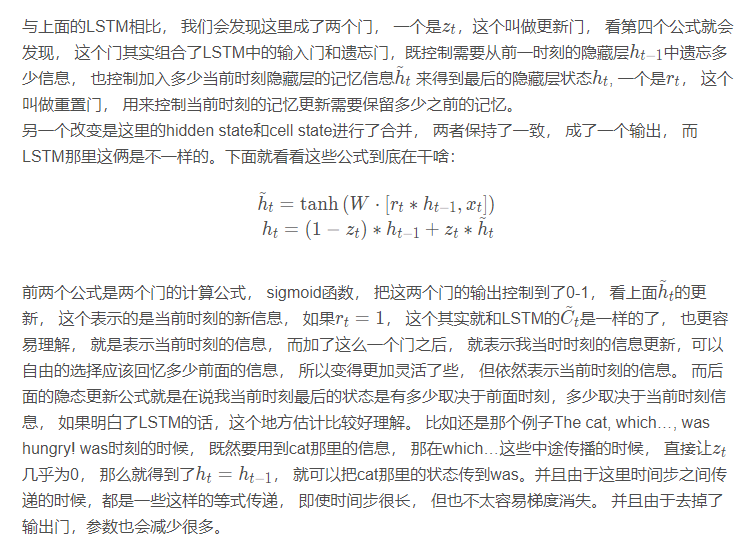 与上面的LSTM相比， 我们会发现这里成了两个门， 一个是z_t，这个叫做更新门， 看第四个公式就会
发现， 这个门其实组合了LSTM中的输入门和遗忘门，既控制需要从前一时刻的隐藏层h_{t−1}中遗忘多
少信息， 也控制加入多少当前时刻隐藏层的记忆信息h̃_t 来得到最后的隐藏层状态h_t, 一个是r_t， 这个
叫做重置门， 用来控制当前时刻的记忆更新需要保留多少之前的记忆。
另一个改变是这里的hidden state和cell state进行了合并， 两者保持了一致， 成了一个输出， 而
LSTM那里这俩是不一样的。下面就看看这些公式到底在干啥：
h̃_t = tanh (W · [r_t * h_{t−1}, x_t])
h_t = (1 − z_t) * h_{t−1} + z_t * h̃_t
前两个公式是两个门的计算公式， sigmoid函数， 把这两个门的输出控制到了0-1， 看上面h̃_t的更
新， 这个表示的是当前时刻的新信息， 如果r_t = 1， 这个其实就和LSTM的C̃_t是一样的了， 也更容
易理解， 就是表示当前时刻的信息， 而加了这么一个门之后， 就表示我当时时刻的信息更新，可以
自由的选择应该回忆多少前面的信息， 所以变得更加灵活了些， 但依然表示当前时刻的信息。 而后
面的隐态更新公式就是在说我当前时刻最后的状态是有多少取决于前面时刻，多少取决于当前时刻信
息， 如果明白了LSTM的话，这个地方估计比较好理解。 比如还是那个例子The cat, which…, was
hungry! was时刻的时候， 既然要用到cat那里的信息， 那在which…这些中途传播的时候， 直接让z_t
几乎为0， 那么就得到了h_t = h_{t−1}， 就可以把cat那里的状态传到was。并且由于这里时间步之间传
递的时候，都是一些这样的等式传递， 即使时间步很长， 但也不太容易梯度消失。 并且由于去掉了
输出门，参数也会减少很多。